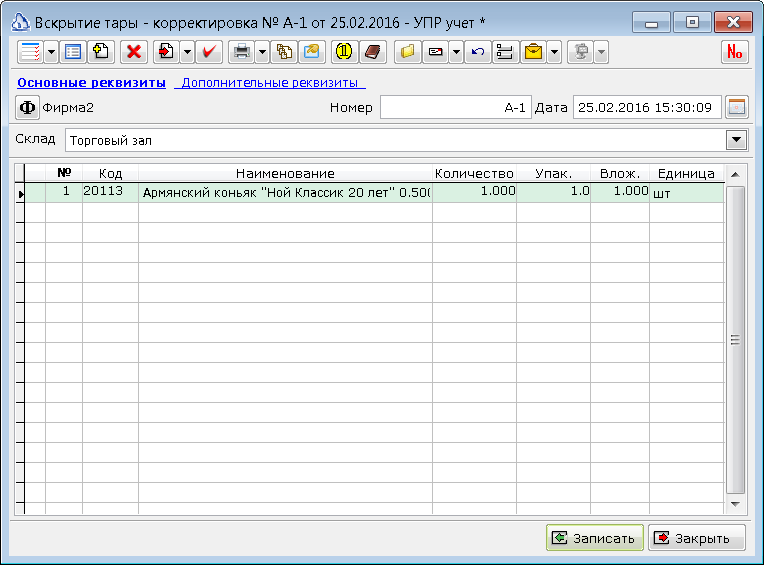 Вскрытие тары - корректировка № А-1 от 25.02.2016 - УПР учет *
№
Основные реквизиты Дополнительные реквизиты
Ф Фирма2 Номер А-1 Дата 25.02.2016 15:30:09
Склад Торговый зал
№ Код Наименование Количество Упак. Влож. Единица
1 20113 Армянский коньяк "Ной Классик 20 лет" 0.500 1.000 1.0 1.000 шт
Записать Закрыть